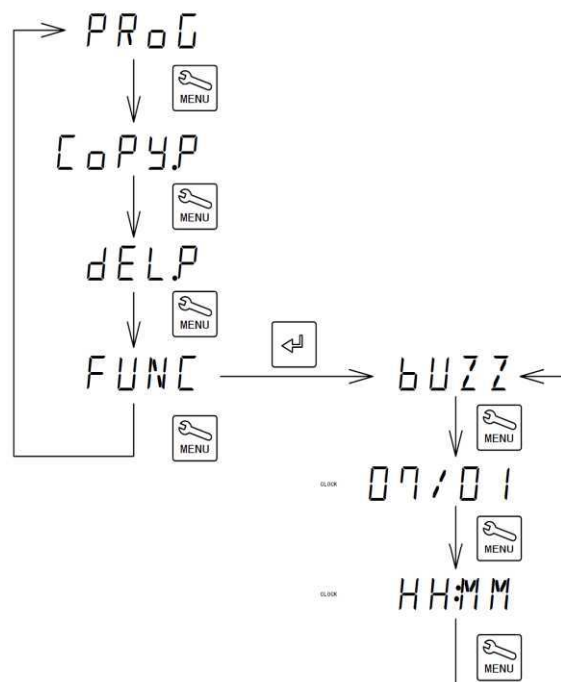 PRoG
MENU
CoPY.P
MENU
dEL.P
MENU
FUNC
bUZZ
MENU
MENU
CLOCK 07/01
MENU
CLOCK HH:MM
MENU